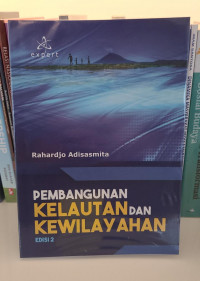 expert
Rahardjo Adisasmita
PEMBANGUNAN
KELAUTAN DAN
KEWILAYAHAN
EDISI 2